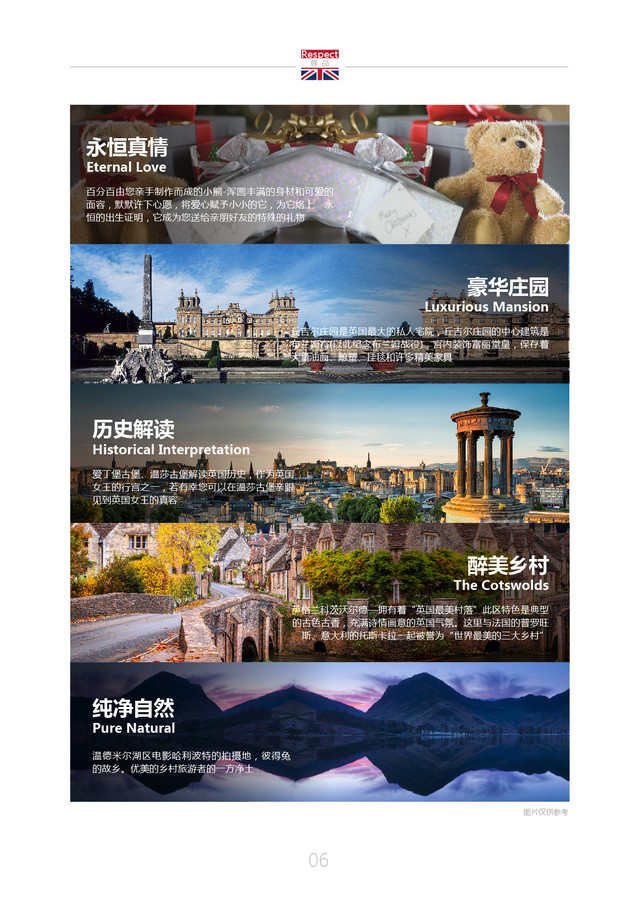 Respect
尊品
永恒真情
Eternal Love
百分百由您亲手制作而成的小熊-浑圆丰满的身材和可爱的
面容，默默许下心愿，将爱心赋予小小的它，为它烙上 永
恒的出生证明，它成为您送给亲朋好友的特殊的礼物
Merry
Christmas
x
豪华庄园
Luxurious Mansion
丘吉尔庄园是英国最大的私人宅院，丘吉尔庄园的中心建筑是
布兰姆宫(以此纪念布兰姆战役)，宫内装饰富丽堂皇，保存着
大量油画、雕塑、挂毯和许多精美家具
历史解读
Historical Interpretation
爱丁堡古堡、温莎古堡解读英国历史，作为英国
女王的行宫之一，若有幸您可以在温莎古堡亲眼
见到英国女王的真容
醉美乡村
The Cotswolds
英格兰科茨沃尔德—拥有着“英国最美村落”此区特色是典型
的古色古香，充满诗情画意的英国气氛。这里与法国的普罗旺
斯、意大利的托斯卡拉一起被誉为“世界最美的三大乡村”
纯净自然
Pure Natural
温德米尔湖区电影哈利波特的拍摄地，彼得兔
的故乡。优美的乡村旅游者的一方净土
图片仅供参考
06